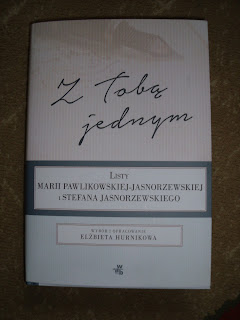 Z Tobą
jednym
LISTY
MARII PAWLIKOWSKIEJ-JASNORZEWSKIEJ
I STEFANA JASNORZEWSKIEGO
WYBÓR I OPRACOWANIE
ELŻBIETA HURNIKOWA